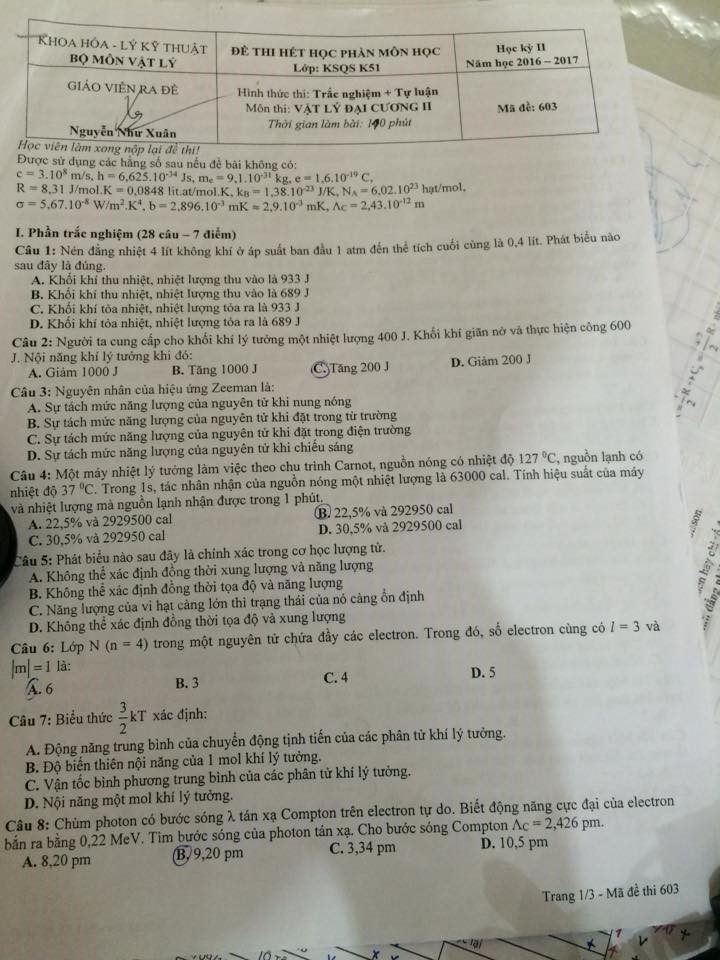 KHOA HÓA - LÝ KỸ THUẬT
BỘ MÔN VẬT LÝ
ĐỀ THI HẾT HỌC PHẦN MÔN HỌC
Lớp: KSQS K51
Học kỳ II
Năm học 2016 – 2017
GIÁO VIÊN RA ĐỀ
Nguyễn Như Xuân
Hình thức thi: Trắc nghiệm + Tự luận
Môn thi: VẬT LÝ ĐẠI CƯƠNG II
Thời gian làm bài: 140 phút
Mã đề: 603
Học viên làm xong nộp lại đề thi!
Được sử dụng các hằng số sau nếu đề bài không có:
c = 3.10⁸ m/s, h = 6,625.10⁻³⁴ Js, mₑ = 9,1.10⁻³¹ kg, e = 1,6.10⁻¹⁹ C,
R = 8,31 J/mol.K = 0,0848 lit.at/mol.K, k_B = 1,38.10⁻²³ J/K, N_A = 6,02.10²³ hạt/mol,
σ = 5,67.10⁻⁸ W/m².K⁴, b = 2,896.10⁻³ mK ≈ 2,9.10⁻³ mK, Λ_C = 2,43.10⁻¹² m
I. Phần trắc nghiệm (28 câu – 7 điểm)
Câu 1: Nén đẳng nhiệt 4 lít không khí ở áp suất ban đầu 1 atm đến thể tích cuối cùng là 0,4 lít. Phát biểu nào
sau đây là đúng.
A. Khối khí thu nhiệt, nhiệt lượng thu vào là 933 J
B. Khối khí thu nhiệt, nhiệt lượng thu vào là 689 J
C. Khối khí tỏa nhiệt, nhiệt lượng tỏa ra là 933 J
D. Khối khí tỏa nhiệt, nhiệt lượng tỏa ra là 689 J
Câu 2: Người ta cung cấp cho khối khí lý tưởng một nhiệt lượng 400 J. Khối khí giãn nở và thực hiện công 600
J. Nội năng khí lý tưởng khi đó:
A. Giảm 1000 J B. Tăng 1000 J C. Tăng 200 J D. Giảm 200 J
Câu 3: Nguyên nhân của hiệu ứng Zeeman là:
A. Sự tách mức năng lượng của nguyên tử khi nung nóng
B. Sự tách mức năng lượng của nguyên tử khi đặt trong từ trường
C. Sự tách mức năng lượng của nguyên tử khi đặt trong điện trường
D. Sự tách mức năng lượng của nguyên tử khi chiếu sáng
Câu 4: Một máy nhiệt lý tưởng làm việc theo chu trình Carnot, nguồn nóng có nhiệt độ 127 ⁰C, nguồn lạnh có
nhiệt độ 37 ⁰C. Trong 1s, tác nhân nhận của nguồn nóng một nhiệt lượng là 63000 cal. Tính hiệu suất của máy
và nhiệt lượng mà nguồn lạnh nhận được trong 1 phút.
A. 22,5% và 2929500 cal B. 22,5% và 292950 cal
C. 30,5% và 292950 cal D. 30,5% và 2929500 cal
Câu 5: Phát biểu nào sau đây là chính xác trong cơ học lượng tử.
A. Không thể xác định đồng thời xung lượng và năng lượng
B. Không thể xác định đồng thời tọa độ và năng lượng
C. Năng lượng của vi hạt càng lớn thì trạng thái của nó càng ổn định
D. Không thể xác định đồng thời tọa độ và xung lượng
Câu 6: Lớp N (n = 4) trong một nguyên tử chứa đầy các electron. Trong đó, số electron cùng có l = 3 và
|m| = 1 là:
A. 6 B. 3 C. 4 D. 5
Câu 7: Biểu thức 3/2 kT xác định:
A. Động năng trung bình của chuyển động tịnh tiến của các phân tử khí lý tưởng.
B. Độ biến thiên nội năng của 1 mol khí lý tưởng.
C. Vận tốc bình phương trung bình của các phân tử khí lý tưởng.
D. Nội năng một mol khí lý tưởng.
Câu 8: Chùm photon có bước sóng λ tán xạ Compton trên electron tự do. Biết động năng cực đại của electron
bắn ra bằng 0,22 MeV. Tìm bước sóng của photon tán xạ. Cho bước sóng Compton Λ_C = 2,426 pm.
A. 8,20 pm B. 9,20 pm C. 3,34 pm D. 10,5 pm
Trang 1/3 - Mã đề thi 603